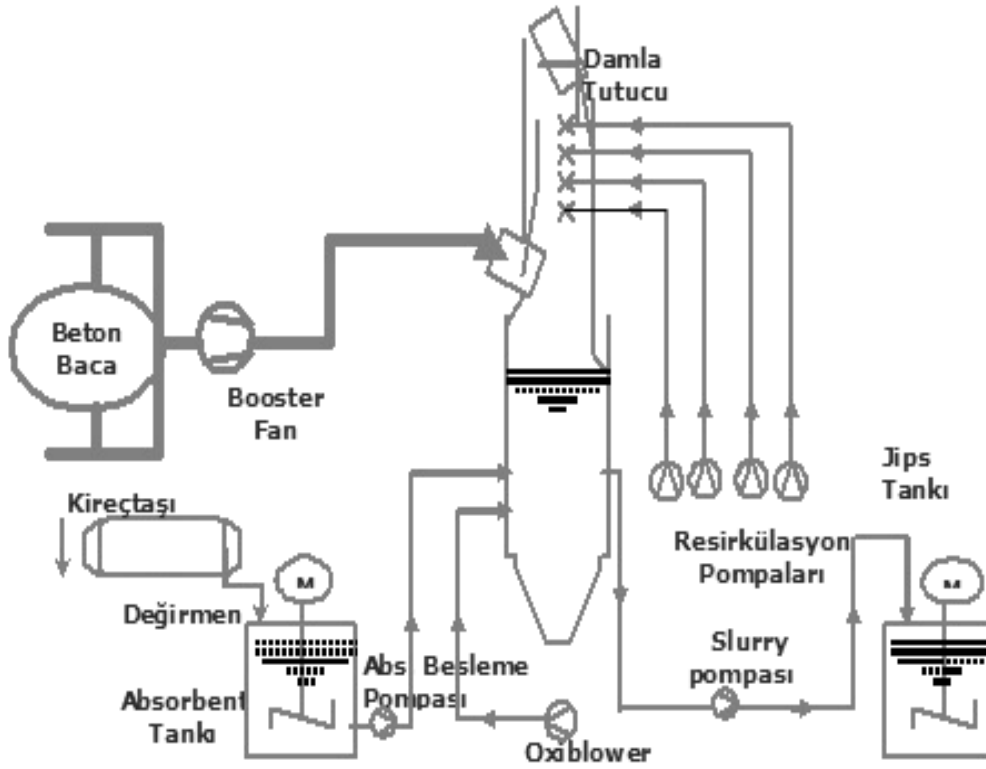 Damla
Tutucu
Beton
Baca
Booster
Fan
Jips
Tankı
Kireçtaşı
Resirkülasyon
Pompaları
M
M
Değirmen
Slurry
pompası
Abs Besleme
Pompası
Absorbent
Tankı
Oxiblower